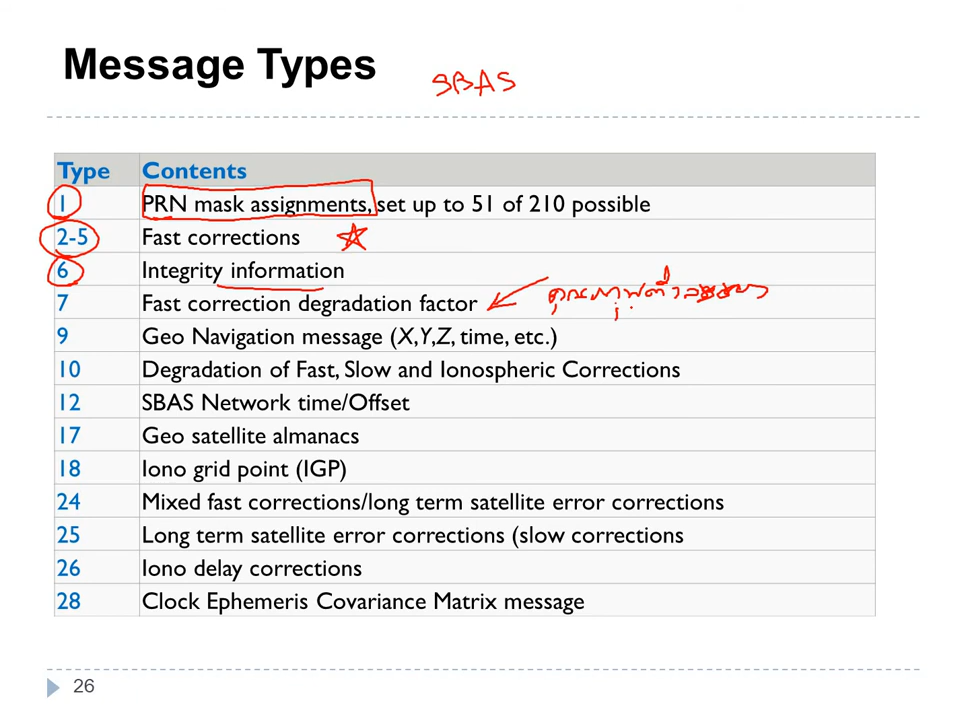 Message Types
SBAS
Type Contents
1 PRN mask assignments, set up to 51 of 210 possible
2-5 Fast corrections
6 Integrity information
7 Fast correction degradation factor
9 Geo Navigation message (X,Y,Z, time, etc.)
10 Degradation of Fast, Slow and Ionospheric Corrections
12 SBAS Network time/Offset
17 Geo satellite almanacs
18 Iono grid point (IGP)
24 Mixed fast corrections/long term satellite error corrections
25 Long term satellite error corrections (slow corrections
26 Iono delay corrections
28 Clock Ephemeris Covariance Matrix message
26